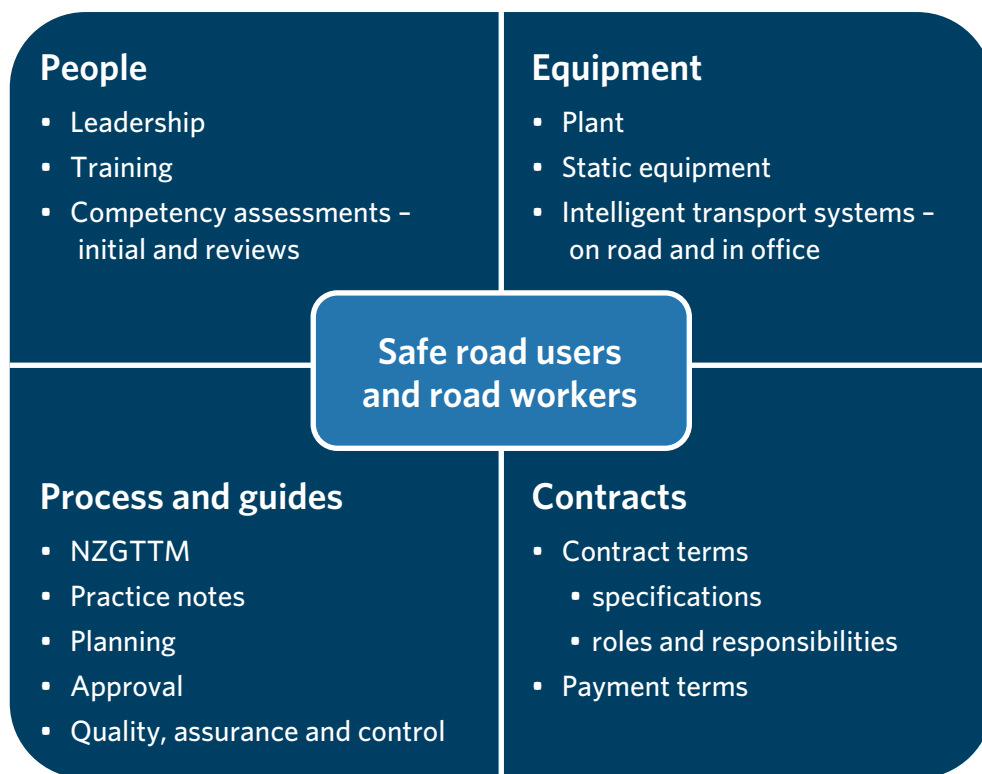 People
• Leadership
• Training
• Competency assessments –
initial and reviews
Equipment
• Plant
• Static equipment
• Intelligent transport systems –
on road and in office
Safe road users
and road workers
Process and guides
• NZGTTM
• Practice notes
• Planning
• Approval
• Quality, assurance and control
Contracts
• Contract terms
• specifications
• roles and responsibilities
• Payment terms